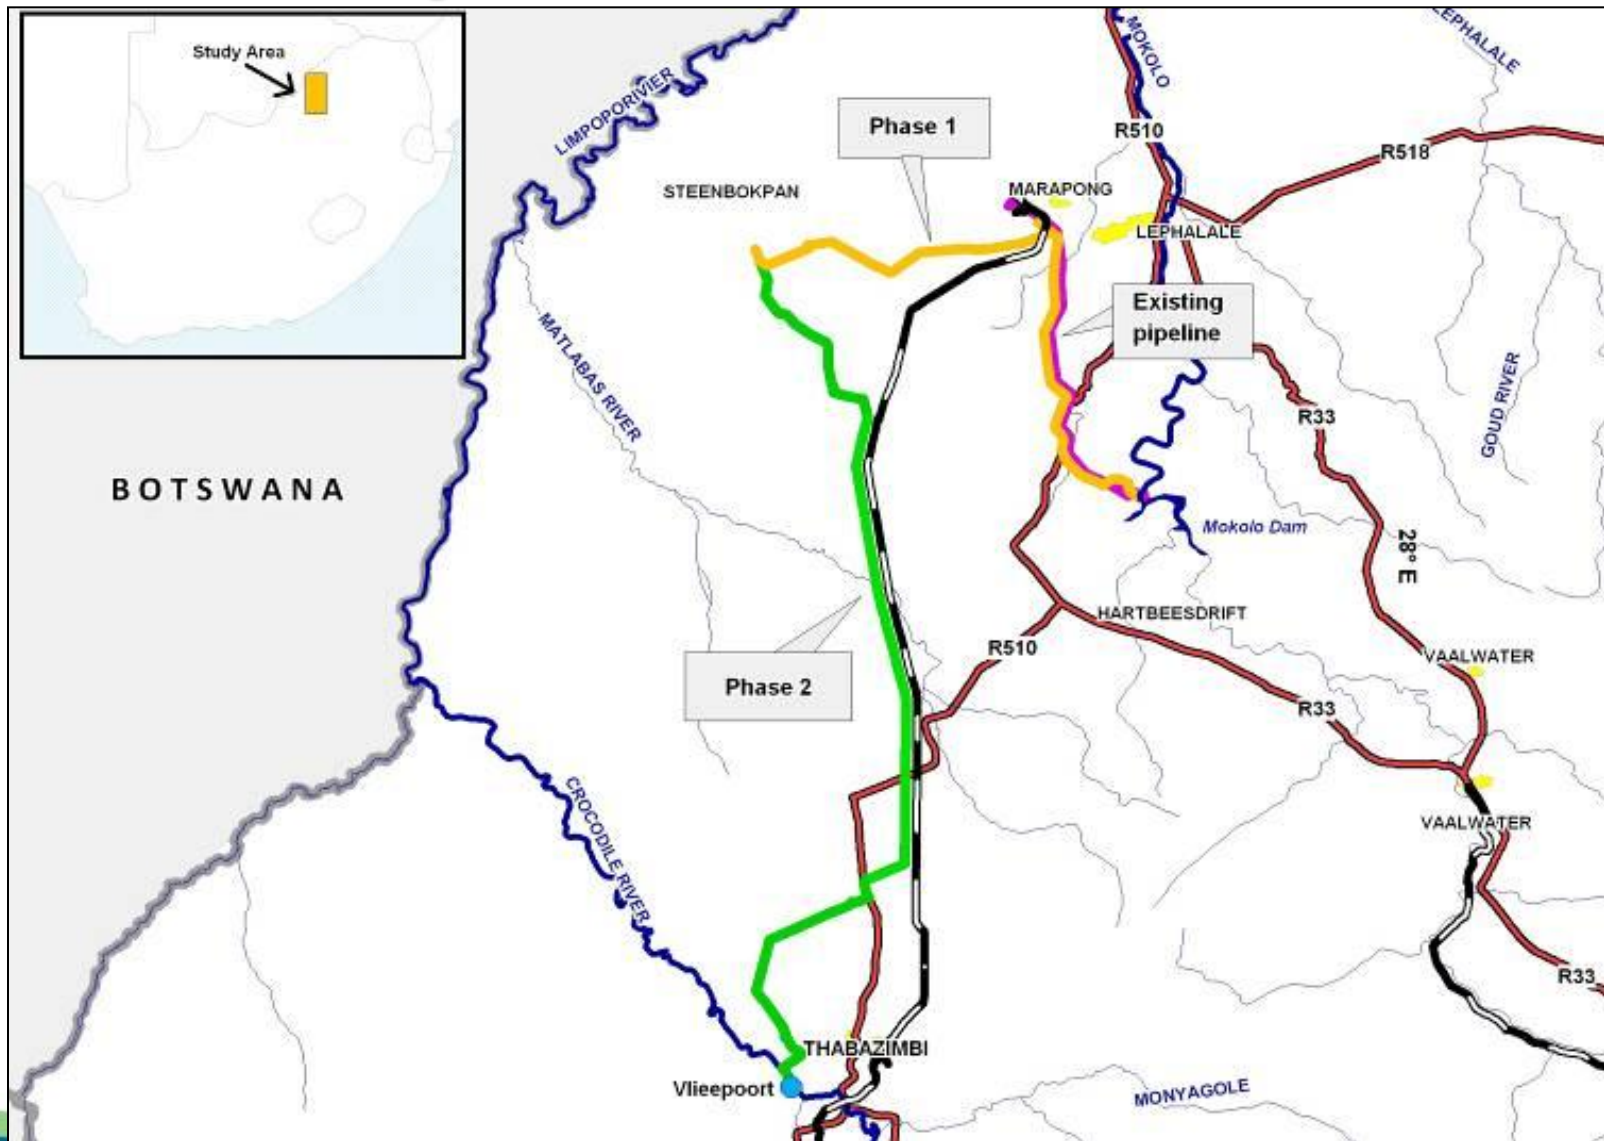 Study Area
LIMPOPORIVIER
MOKOLO
LEPHALALE
Phase 1
R510
R518
STEENBOKPAN
MARAPONG
LEPHALALE
Existing
pipeline
MATLABAS RIVER
GOUD RIVER
R33
BOTSWANA
Mokolo Dam
28° E
HARTBEESDRIFT
R510
VAALWATER
Phase 2
R33
CROCODILE RIVER
VAALWATER
R33
THABAZIMBI
Vlieepoort
MONYAGOLE